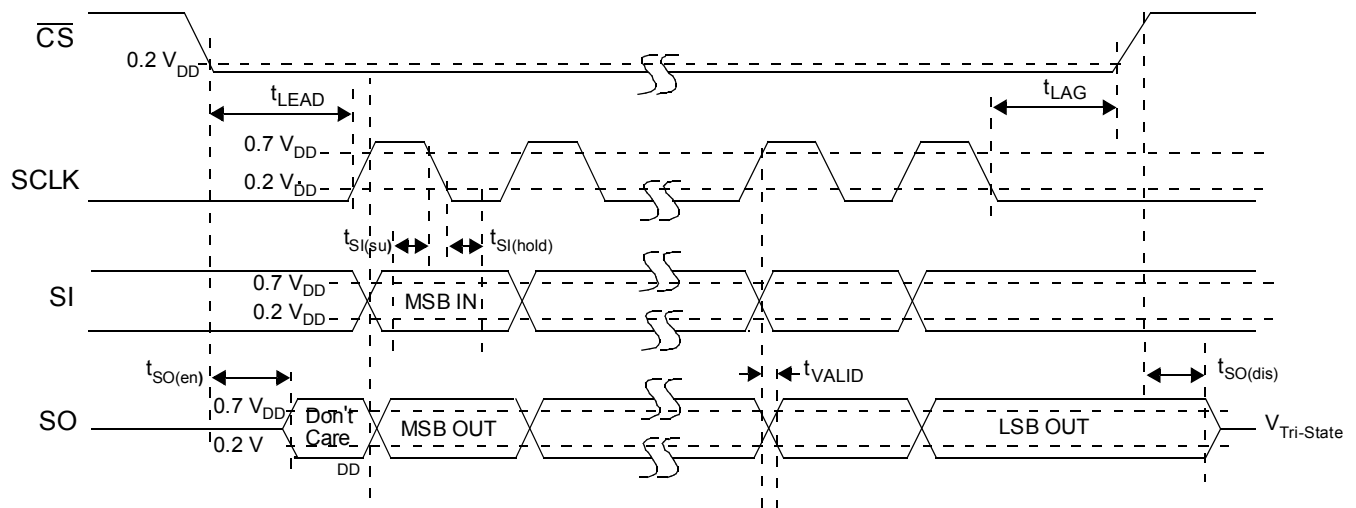 CS
0.2 VDD
tLEAD
tLAG
0.7 VDD
SCLK
0.2 VDD
tSI(su)
tSI(hold)
0.7 VDD
SI
MSB IN
0.2 VDD
tSO(en)
tVALID
tSO(dis)
0.7 VDD
Don't
SO
Care
MSB OUT
LSB OUT
VTri-State
0.2 V
DD